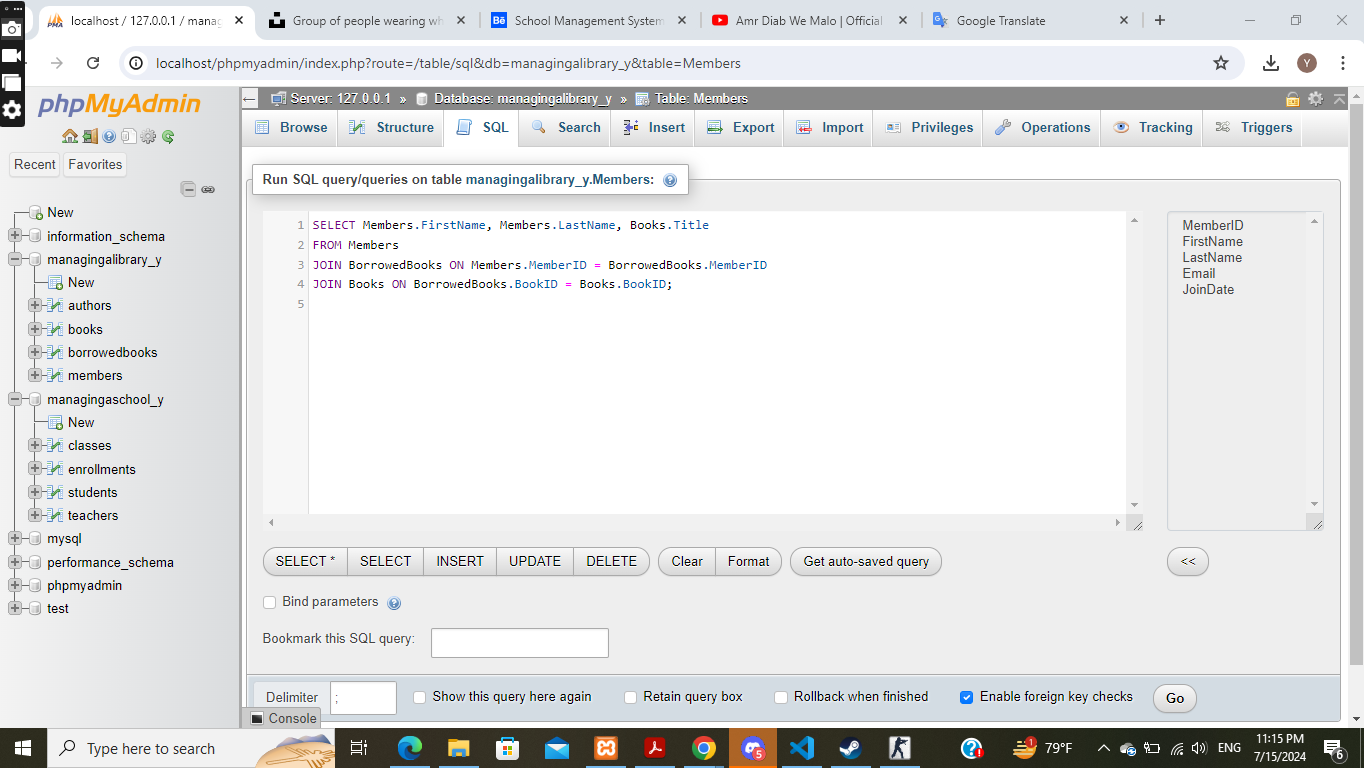 localhost / 127.0.0.1 / manag
Group of people wearing wh
Bē School Management System
Amr Diab We Malo | Official
Google Translate
localhost/phpmyadmin/index.php?route=/table/sql&db=managingalibrary_y&table=Members
Y
phpMyAdmin
Recent Favorites
New
information_schema
managingalibrary_y
New
authors
books
borrowedbooks
members
managingaschool_y
New
classes
enrollments
students
teachers
mysql
performance_schema
phpmyadmin
test
Server: 127.0.0.1 » Database: managingalibrary_y » Table: Members
Browse Structure SQL Search Insert Export Import Privileges Operations Tracking Triggers
Run SQL query/queries on table managingalibrary_y.Members:
1 SELECT Members.FirstName, Members.LastName, Books.Title
2 FROM Members
3 JOIN BorrowedBooks ON Members.MemberID = BorrowedBooks.MemberID
4 JOIN Books ON BorrowedBooks.BookID = Books.BookID;
5
MemberID
FirstName
LastName
Email
JoinDate
SELECT * SELECT INSERT UPDATE DELETE Clear Format Get auto-saved query <<
Bind parameters
Bookmark this SQL query:
Delimiter ; Show this query here again Retain query box Rollback when finished Enable foreign key checks Go
Console
Type here to search
5
1
79°F
ENG
11:15 PM
7/15/2024
6